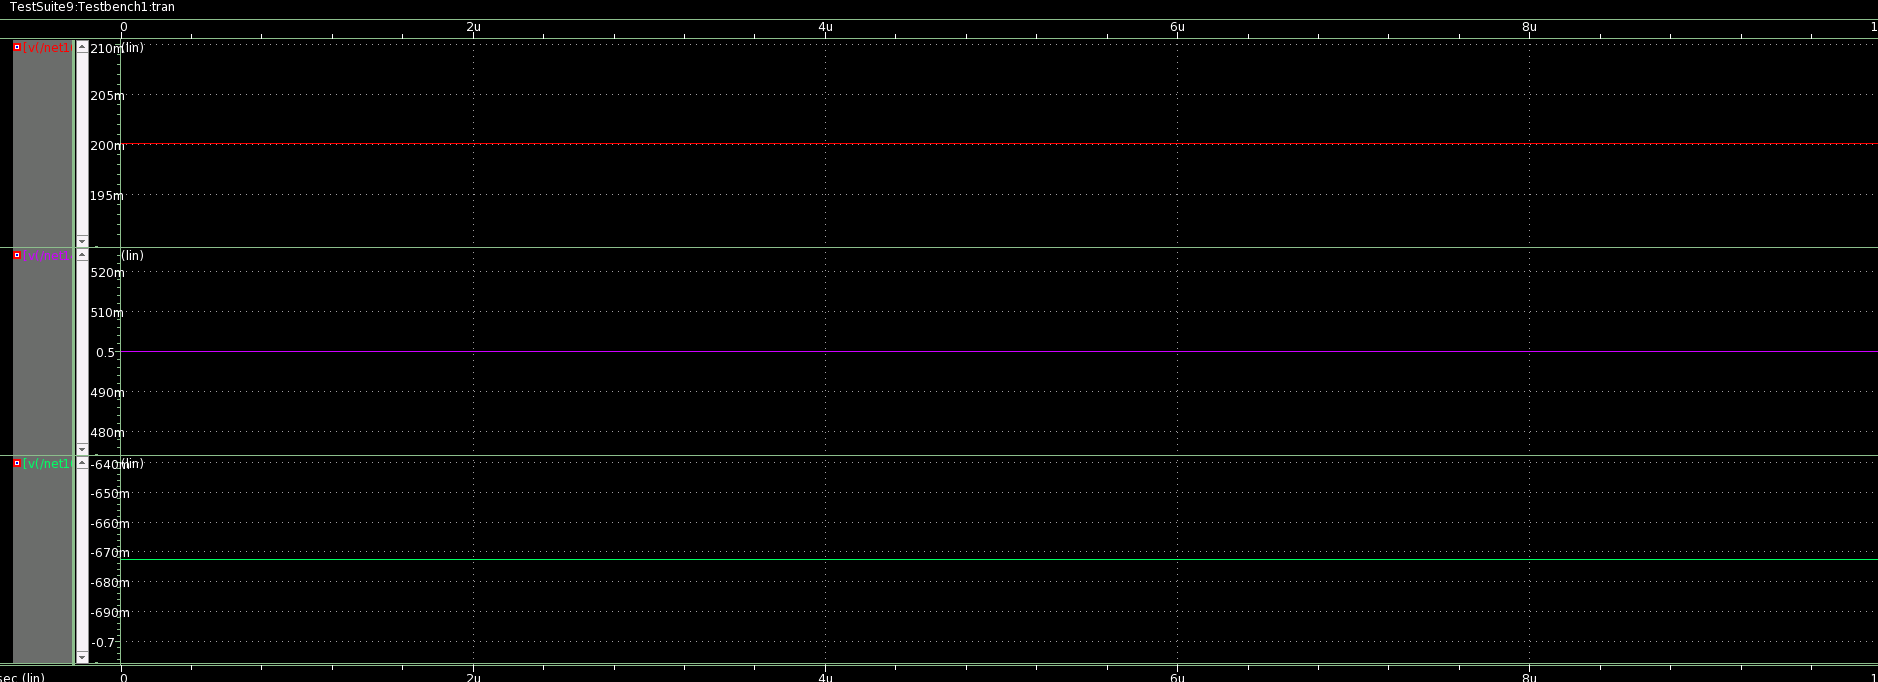 TestSuite9:Testbench1:tran
0 2u 4u 6u 8u 1
[v(/net1 210m (lin)
205m
200m
195m
[v(/net1 (lin)
520m
510m
0.5
490m
480m
[v(/net1 -640m (lin)
-650m
-660m
-670m
-680m
-690m
-0.7
sec (lin) 0 2u 4u 6u 8u 1